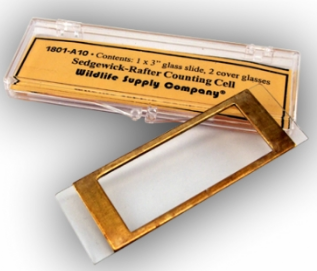 1801-A10 • Contents: 1 x 3" glass slide, 2 cover glasses
Sedgewick-Rafter Counting Cell
Wildlife Supply Company®